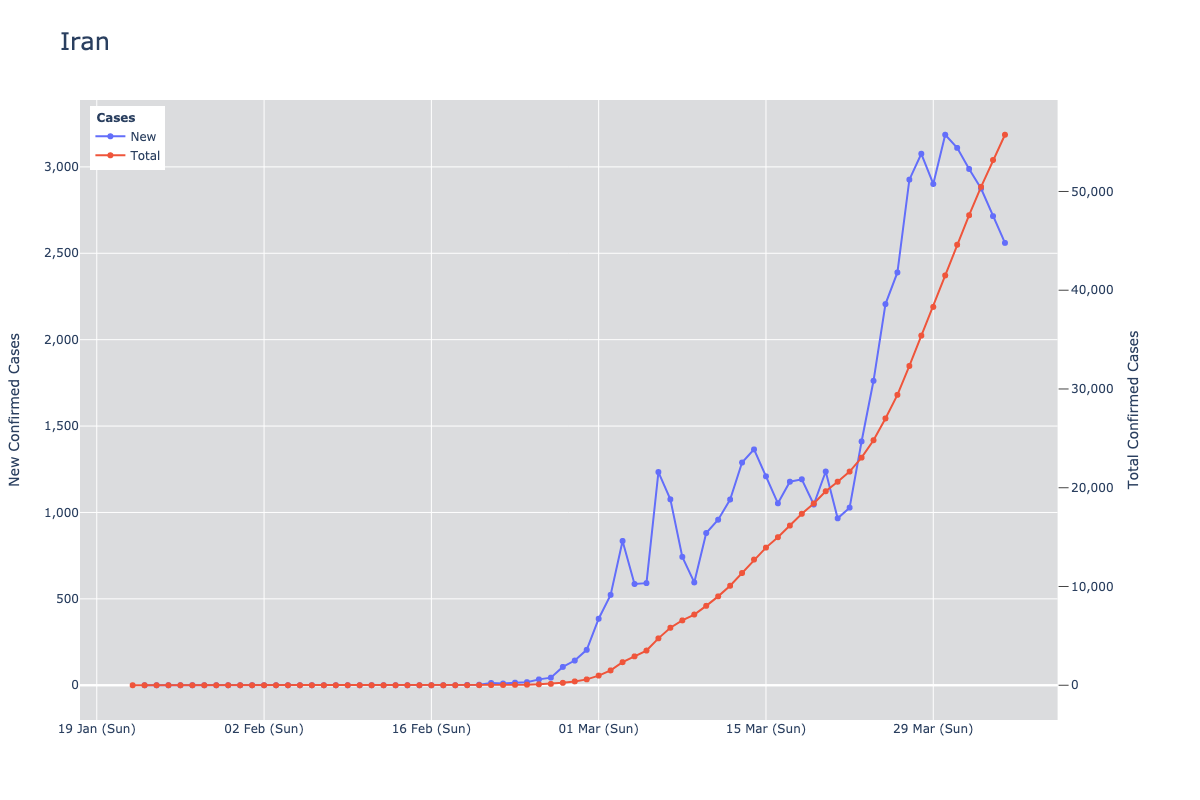 Iran
Cases
New
Total
3,000
2,500
2,000
1,500
1,000
500
0
New Confirmed Cases
50,000
40,000
30,000
20,000
10,000
0
Total Confirmed Cases
19 Jan (Sun) 02 Feb (Sun) 16 Feb (Sun) 01 Mar (Sun) 15 Mar (Sun) 29 Mar (Sun)